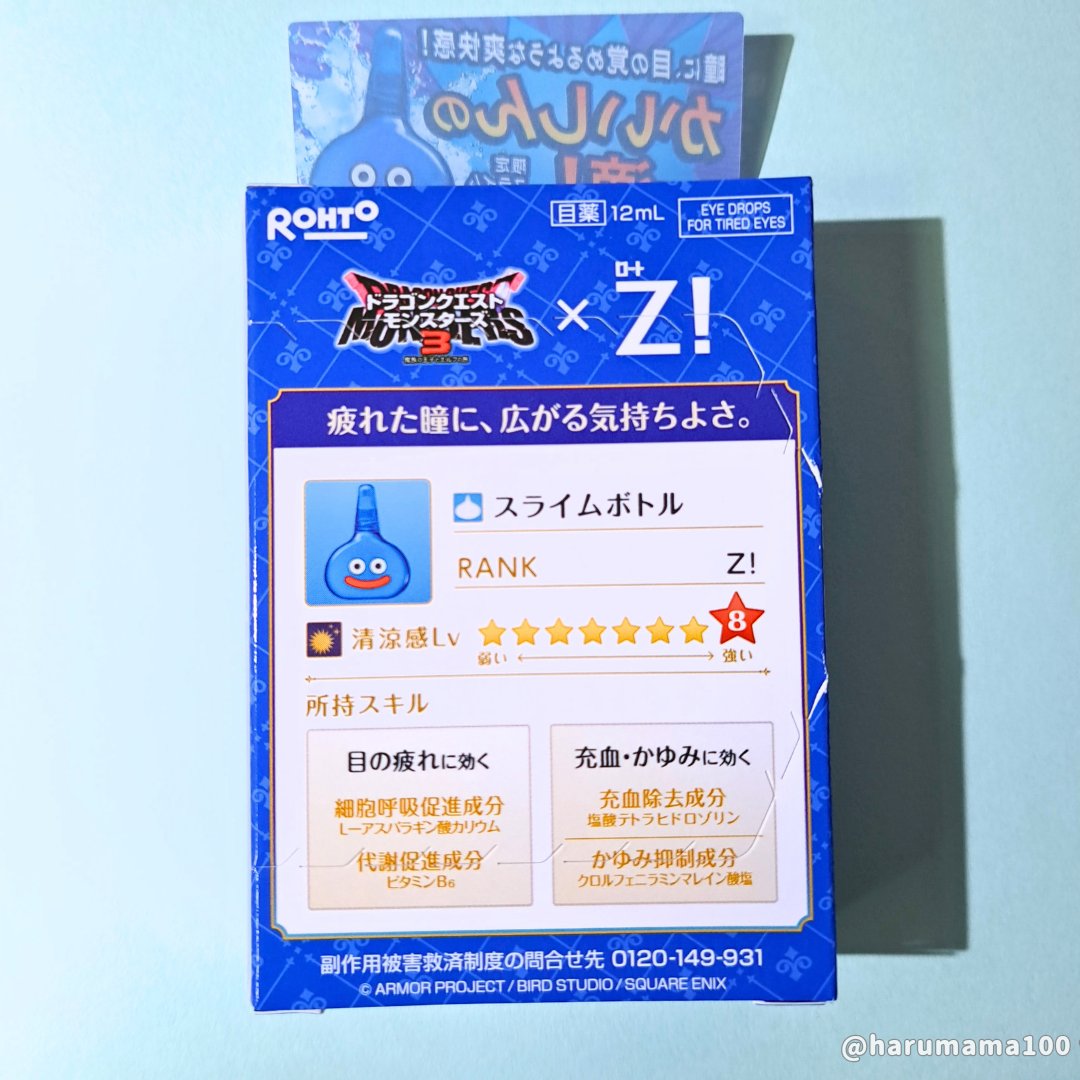 瞳に、目の覚めるような爽快感!
かいしんの
滴!
限定
ROHTO
目薬 12mL
EYE DROPS
FOR TIRED EYES
ドラゴンクエスト
モンスターズ
MONSTERS
3
× ロート Z!
疲れた瞳に、広がる気持ちよさ。
スライムボトル
RANK Z!
清涼感Lv 8
弱い 強い
所持スキル
目の疲れに効く
細胞呼吸促進成分
L-アスパラギン酸カリウム
代謝促進成分
ビタミンB6
充血・かゆみに効く
充血除去成分
塩酸テトラヒドロゾリン
かゆみ抑制成分
クロルフェニラミンマレイン酸塩
副作用被害救済制度の問合せ先 0120-149-931
© ARMOR PROJECT / BIRD STUDIO / SQUARE ENIX
@harumama100